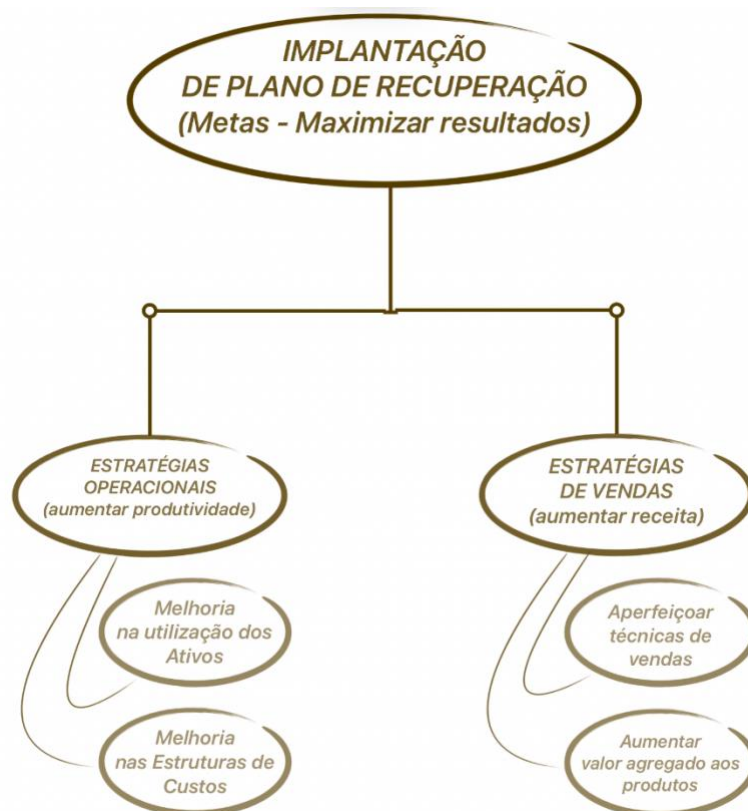 IMPLANTAÇÃO
DE PLANO DE RECUPERAÇÃO
(Metas - Maximizar resultados)
ESTRATÉGIAS
OPERACIONAIS
(aumentar produtividade)
Melhoria
na utilização dos
Ativos
Melhoria
nas Estruturas de
Custos
ESTRATÉGIAS
DE VENDAS
(aumentar receita)
Aperfeiçoar
técnicas de
vendas
Aumentar
valor agregado aos
produtos